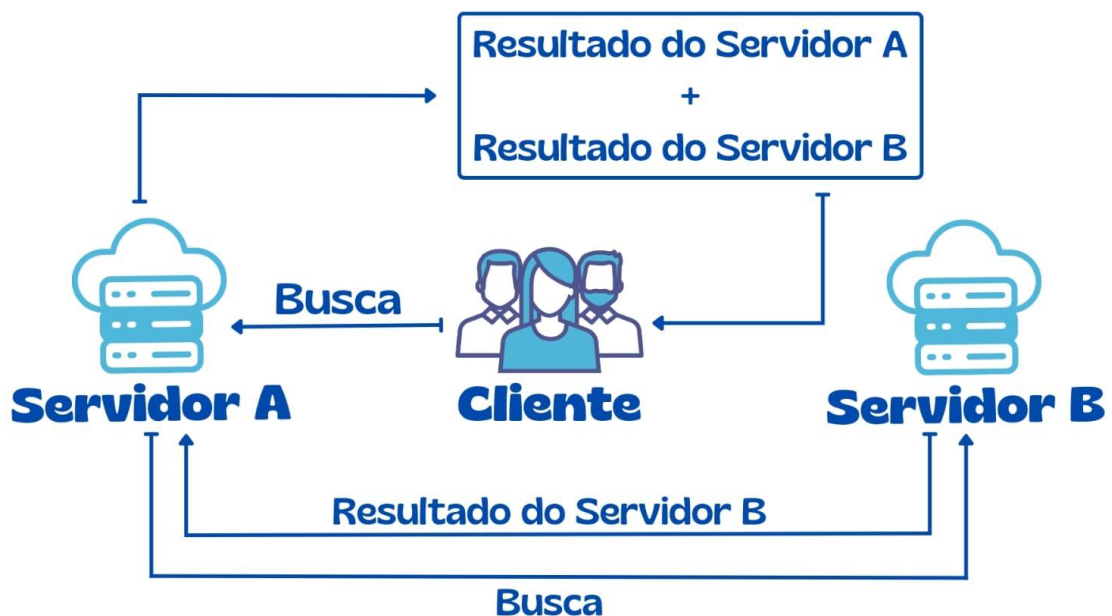 Resultado do Servidor A
+
Resultado do Servidor B
Busca
Servidor A
Cliente
Servidor B
Resultado do Servidor B
Busca